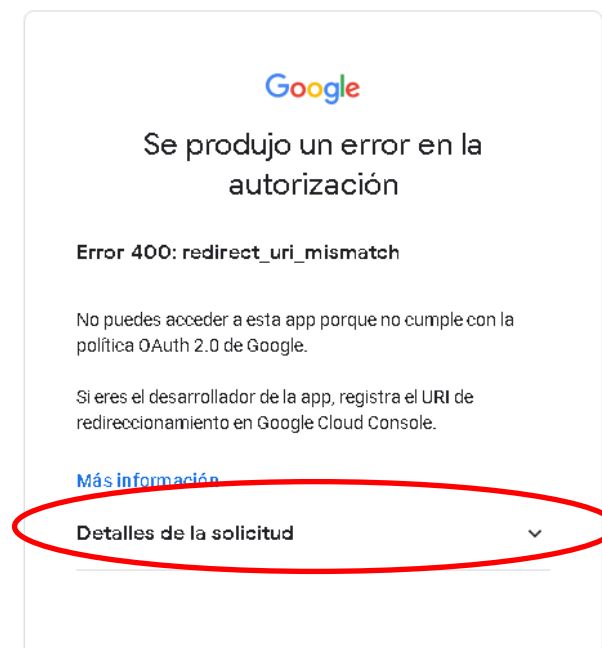 Google
Se produjo un error en la
autorización
Error 400: redirect_uri_mismatch
No puedes acceder a esta app porque no cumple con la
política OAuth 2.0 de Google.
Si eres el desarrollador de la app, registra el URI de
redireccionamiento en Google Cloud Console.
Más información
Detalles de la solicitud